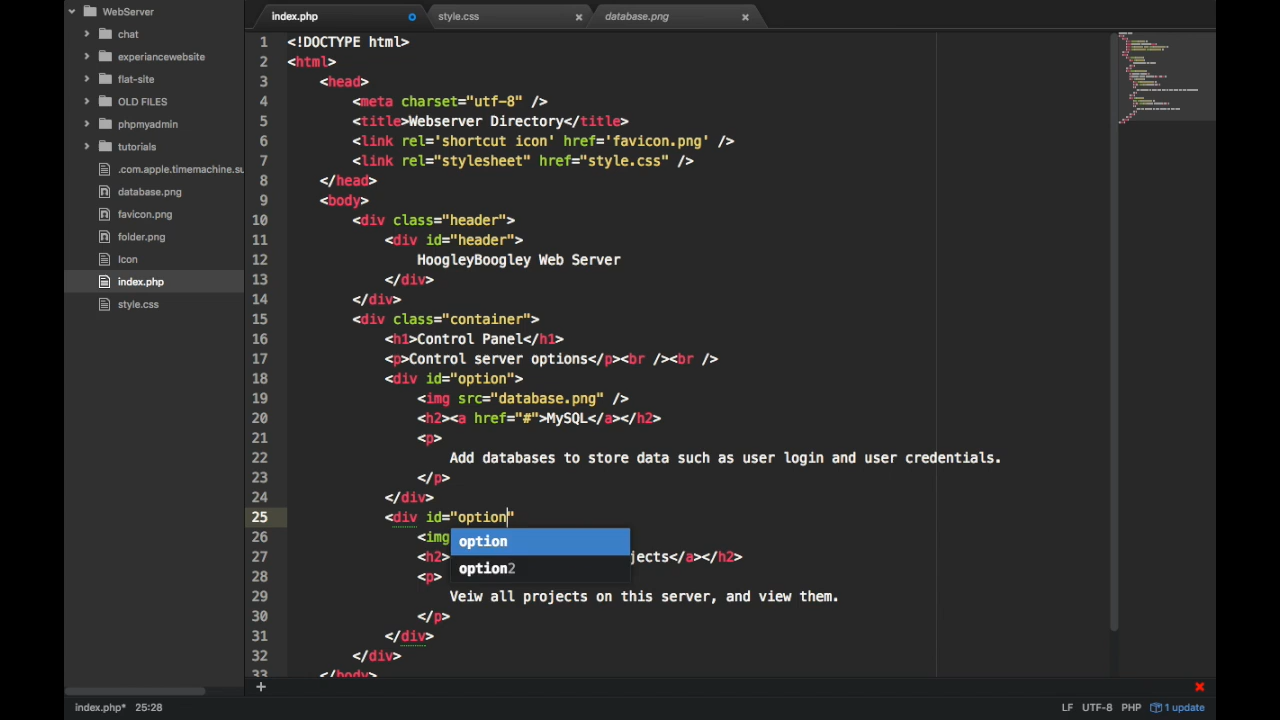 WebServer
chat
experiancewebsite
flat-site
OLD FILES
phpmyadmin
tutorials
.com.apple.timemachine.su
database.png
favicon.png
folder.png
Icon
index.php
style.css
index.php style.css database.png
1 <!DOCTYPE html>
2 <html>
3 <head>
4 <meta charset="utf-8" />
5 <title>Webserver Directory</title>
6 <link rel='shortcut icon' href='favicon.png' />
7 <link rel="stylesheet" href="style.css" />
8 </head>
9 <body>
10 <div class="header">
11 <div id="header">
12 HoogleyBoogley Web Server
13 </div>
14 </div>
15 <div class="container">
16 <h1>Control Panel</h1>
17 <p>Control server options</p><br /><br />
18 <div id="option">
19 <img src="database.png" />
20 <h2><a href="#">MySQL</a></h2>
21 <p>
22 Add databases to store data such as user login and user credentials.
23 </p>
24 </div>
25 <div id="option"
26 <img
option
27 <h2> jects</a></h2>
option2
28 <p>
29 Veiw all projects on this server, and view them.
30 </p>
31 </div>
32 </div>
33 </body>
+
index.php* 25:28 LF UTF-8 PHP 1 update